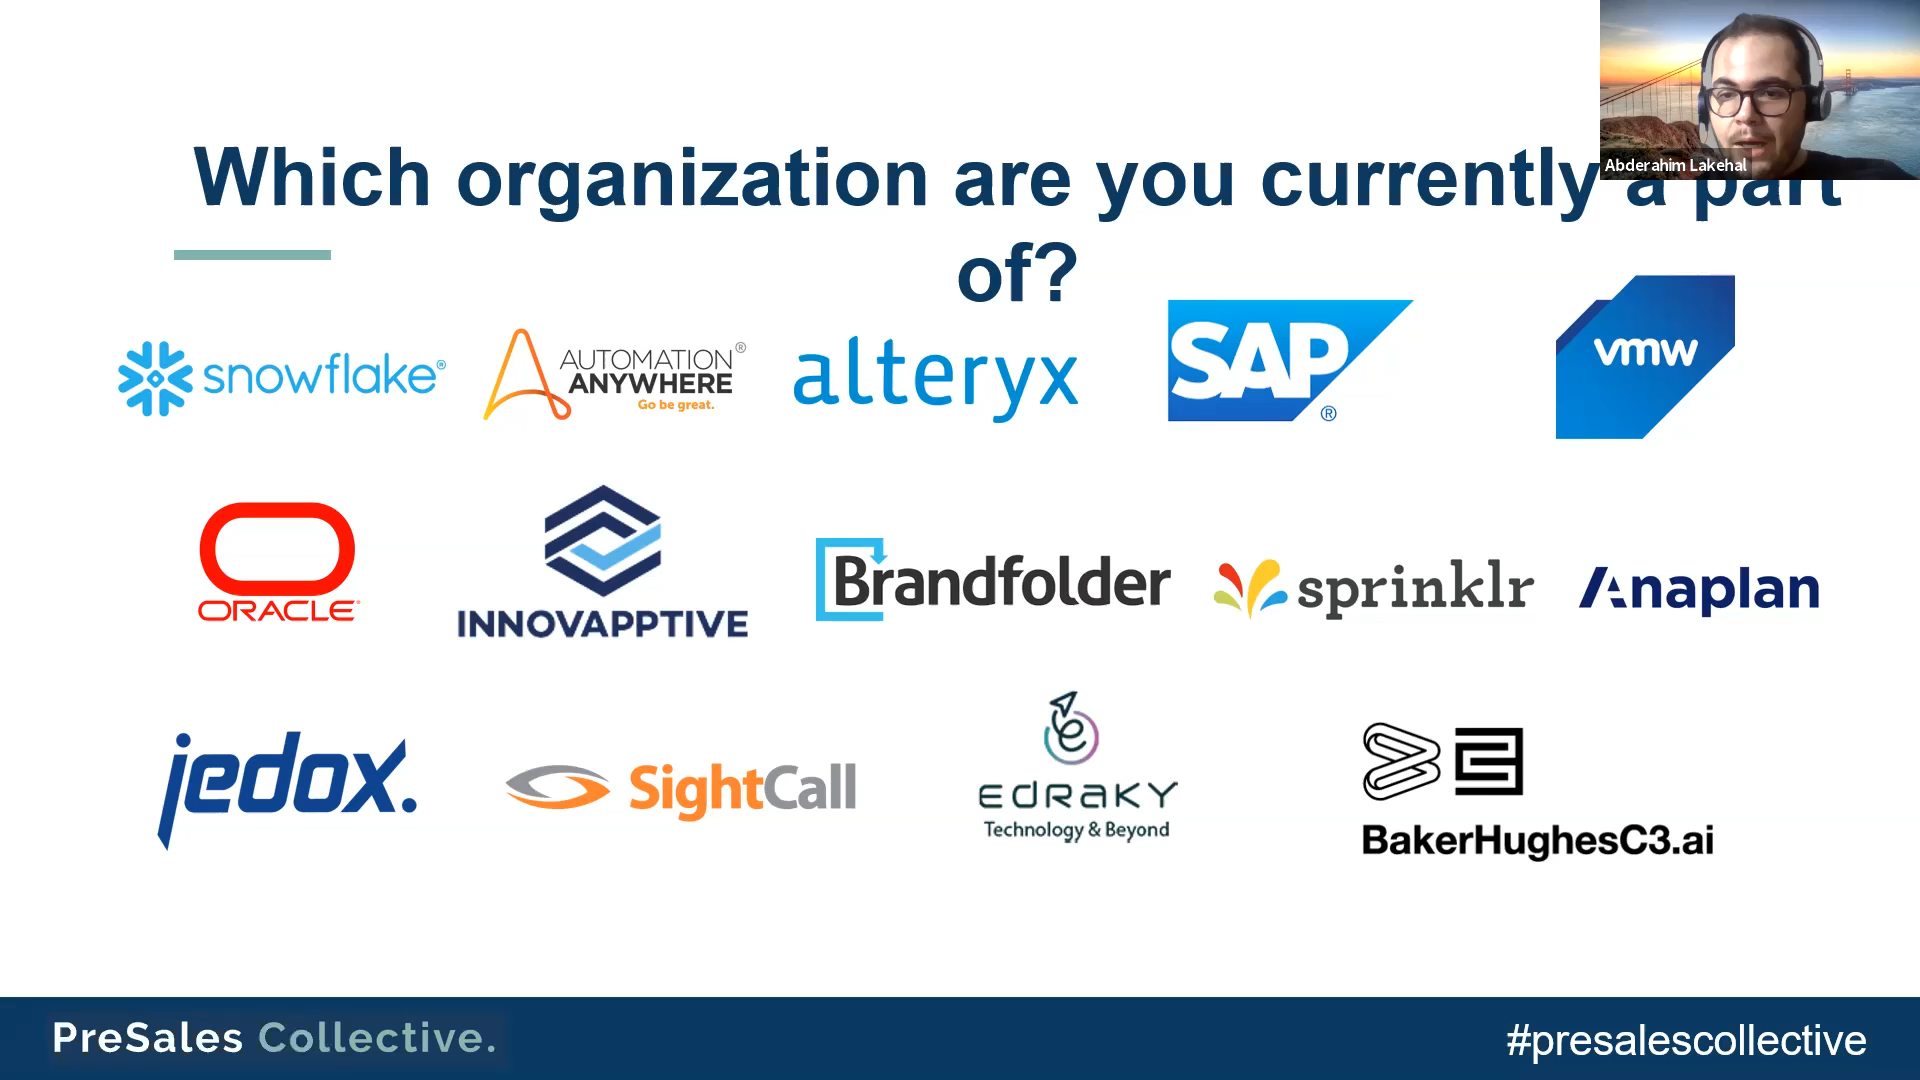 Abderahim Lakehal
Which organization are you currently a part
of?
snowflake®
AUTOMATION®
ANYWHERE
Go be great.
alteryx
SAP
®
vmw
ORACLE
INNOVAPPTIVE
Brandfolder
sprinklr
Anaplan
jedox.
SightCall
EDRAKY
Technology & Beyond
BakerHughesC3.ai
PreSales Collective.
#presalescollective